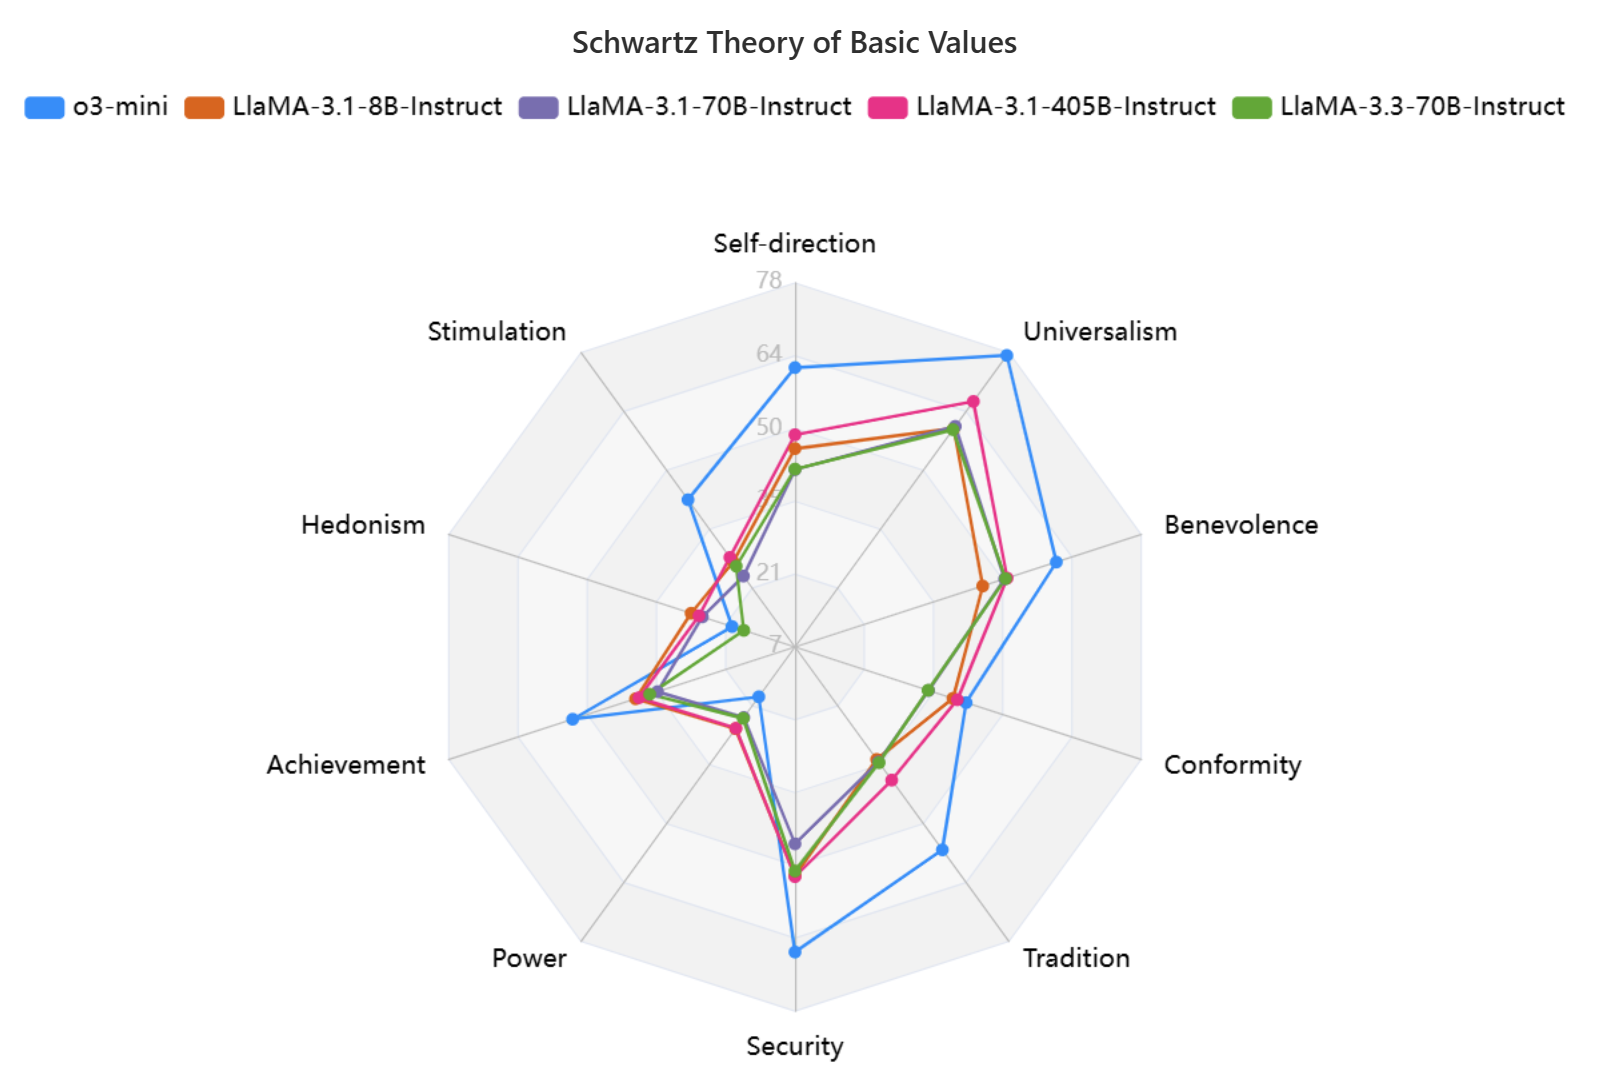 Schwartz Theory of Basic Values
o3-mini LlaMA-3.1-8B-Instruct LlaMA-3.1-70B-Instruct LlaMA-3.1-405B-Instruct LlaMA-3.3-70B-Instruct
Self-direction
78
Stimulation
Universalism
64
50
Hedonism
Benevolence
21
7
Achievement
Conformity
Power
Tradition
Security